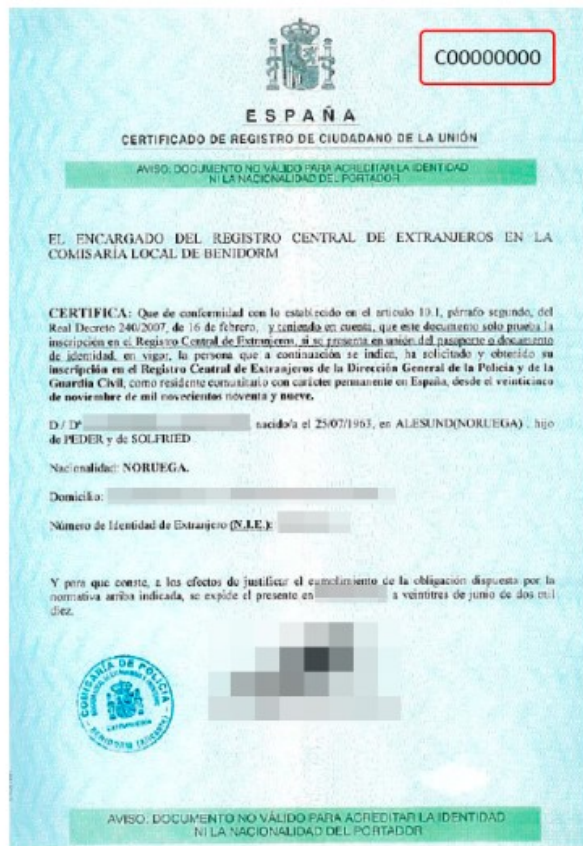 C00000000
ESPAÑA
CERTIFICADO DE REGISTRO DE CIUDADANO DE LA UNIÓN
AVISO: DOCUMENTO NO VÁLIDO PARA ACREDITAR LA IDENTIDAD
NI LA NACIONALIDAD DEL PORTADOR
EL ENCARGADO DEL REGISTRO CENTRAL DE EXTRANJEROS EN LA
COMISARÍA LOCAL DE BENIDORM
CERTIFICA: Que de conformidad con lo establecido en el artículo 10.1, párrafo segundo, del
Real Decreto 240/2007, de 16 de febrero, y teniendo en cuenta, que este documento solo prueba la
inscripción en el Registro Central de Extranjeros, si se presenta en unión del pasaporte o documento
de identidad, en vigor, la persona que a continuación se indica, ha solicitado y obtenido su
inscripción en el Registro Central de Extranjeros de la Dirección General de la Policía y de la
Guardia Civil, como residente comunitario con carácter permanente en España, desde el veinticinco
de noviembre de mil novecientos noventa y nueve.
D / Dª nacido/a el 25/07/1963, en ALESUND(NORUEGA) , hijo
de PEDER y de SOLFRIED
Nacionalidad: NORUEGA.
Domicilio:
Número de Identidad de Extranjero (N.I.E.):
Y para que conste, a los efectos de justificar el cumplimiento de la obligación dispuesta por la
normativa arriba indicada, se expide el presente en a veintitres de junio de dos mil
diez.
COMISARÍA DE POLICÍA
BENIDORM (ALICANTE)
AVISO: DOCUMENTO NO VÁLIDO PARA ACREDITAR LA IDENTIDAD
NI LA NACIONALIDAD DEL PORTADOR